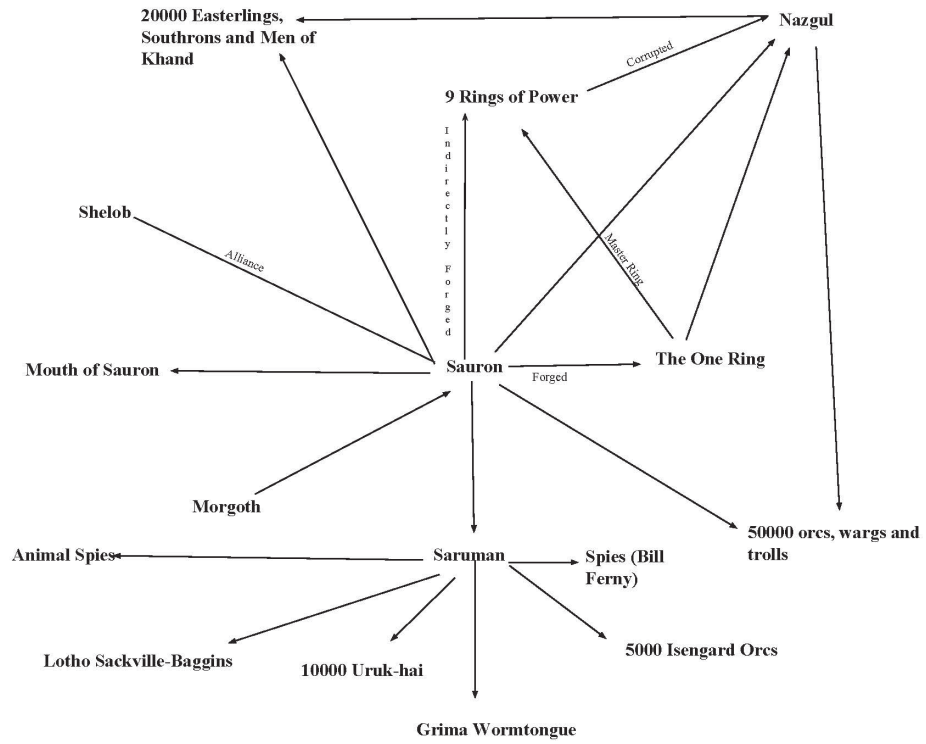 20000 Easterlings,
Southrons and Men of
Khand
Nazgul
Corrupted
9 Rings of Power
Indirectly Forged
Shelob
Alliance
Master Ring
Mouth of Sauron
Sauron
Forged
The One Ring
Morgoth
50000 orcs, wargs and
trolls
Animal Spies
Saruman
Spies (Bill
Ferny)
Lotho Sackville-Baggins
10000 Uruk-hai
5000 Isengard Orcs
Grima Wormtongue